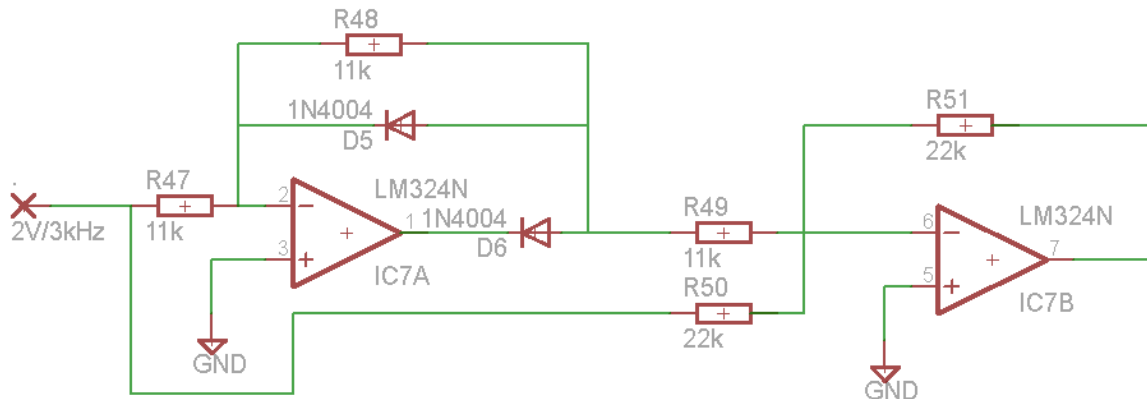 R48
11k
1N4004
D5
R51
22k
R47
11k
2V/3kHz
2
3
LM324N
1
1N4004
D6
IC7A
R49
11k
R50
22k
6
5
LM324N
7
IC7B
GND
GND